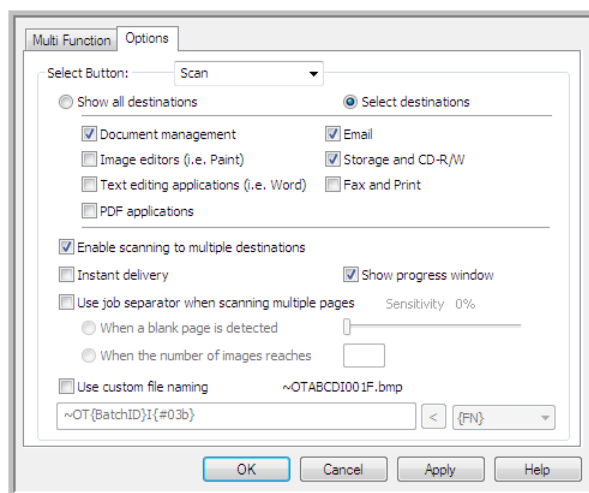 Multi Function Options
Select Button: Scan
Show all destinations Select destinations
Document management Email
Image editors (i.e. Paint) Storage and CD-R/W
Text editing applications (i.e. Word) Fax and Print
PDF applications
Enable scanning to multiple destinations
Instant delivery Show progress window
Use job separator when scanning multiple pages Sensitivity 0%
When a blank page is detected
When the number of images reaches
Use custom file naming ~OTABCDI001F.bmp
~OT{BatchID}I{#03b} < {FN}
OK Cancel Apply Help